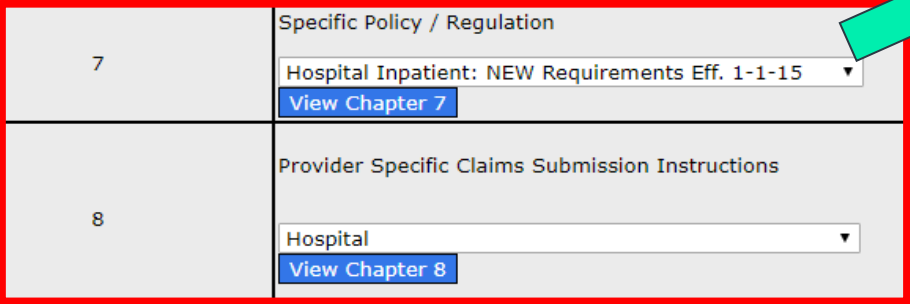 Specific Policy / Regulation
7
Hospital Inpatient: NEW Requirements Eff. 1-1-15
View Chapter 7
Provider Specific Claims Submission Instructions
8
Hospital
View Chapter 8